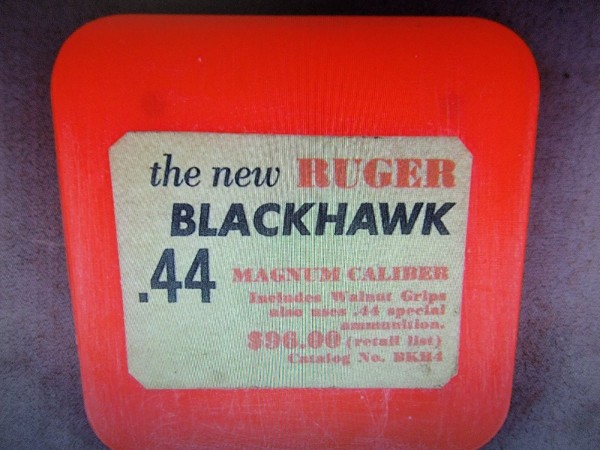 the new RUGER
BLACKHAWK
.44 MAGNUM CALIBER
Includes Walnut Grips
also uses .44 special
ammunition.
$96.00 (retail list)
Catalog No. BKH4